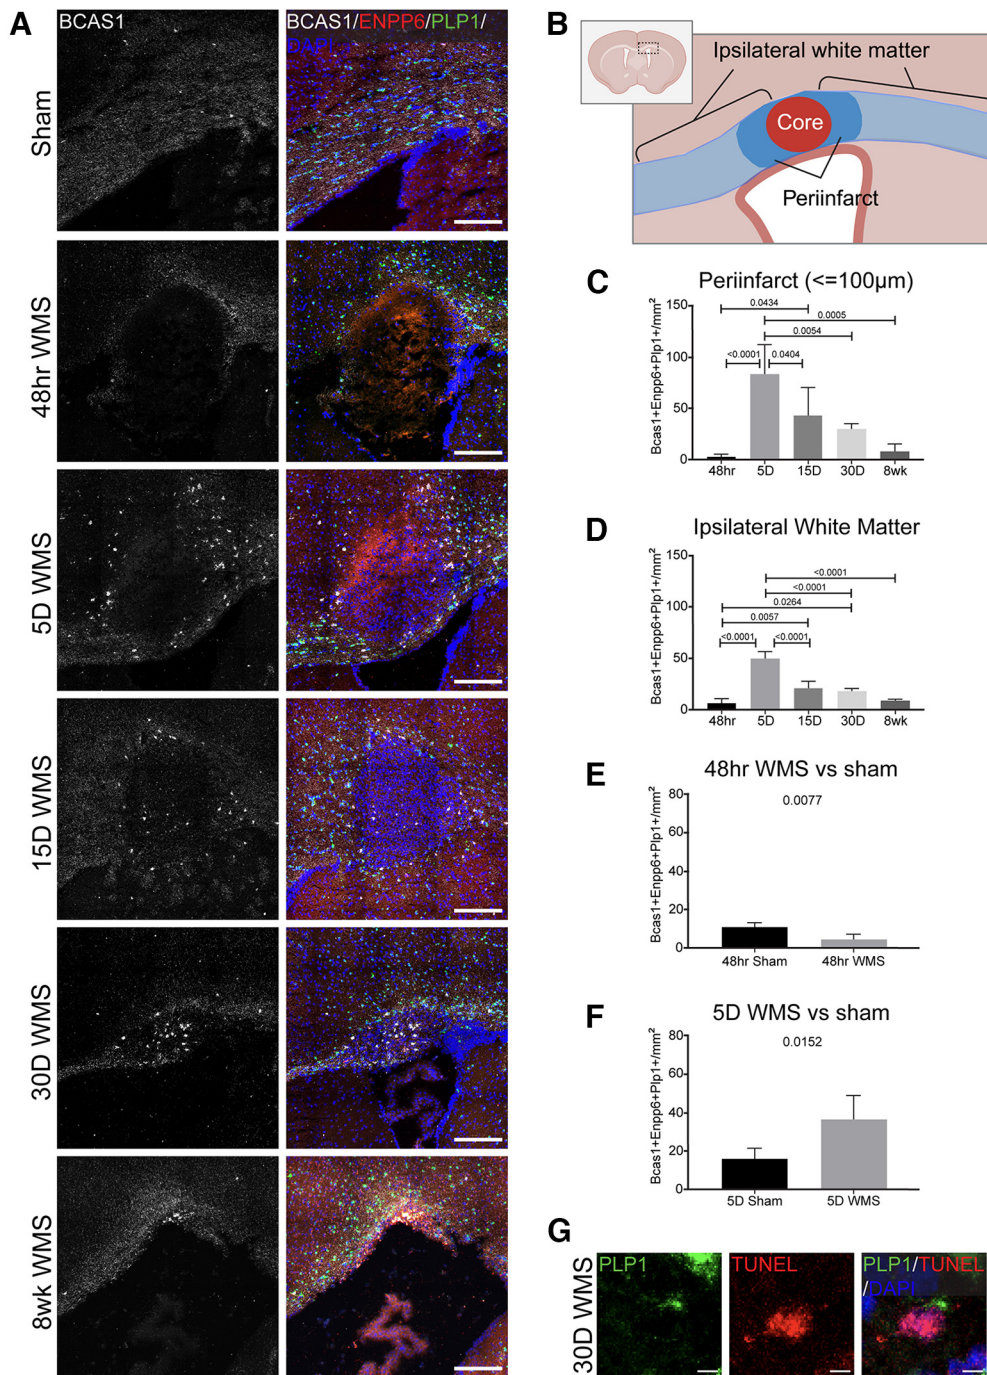 A
BCAS1
BCAS1/ENPP6/PLP1/
DAPI
Sham
48hr WMS
5D WMS
15D WMS
30D WMS
8wk WMS
B
Ipsilateral white matter
Core
Periinfarct
C
Periinfarct (<=100µm)
Bcas1+Enpp6+Plp1+/mm²
150
100
50
0
0.0434
0.0005
0.0054
<0.0001
0.0404
48hr
5D
15D
30D
8wk
D
Ipsilateral White Matter
Bcas1+Enpp6+Plp1+/mm²
150
100
50
0
<0.0001
<0.0001
0.0264
0.0057
<0.0001
<0.0001
48hr
5D
15D
30D
8wk
E
48hr WMS vs sham
0.0077
Bcas1+Enpp6+Plp1+/mm²
80
60
40
20
0
48hr Sham
48hr WMS
F
5D WMS vs sham
0.0152
Bcas1+Enpp6+Plp1+/mm²
80
60
40
20
0
5D Sham
5D WMS
G
30D WMS
PLP1
TUNEL
PLP1/TUNEL
/DAPI